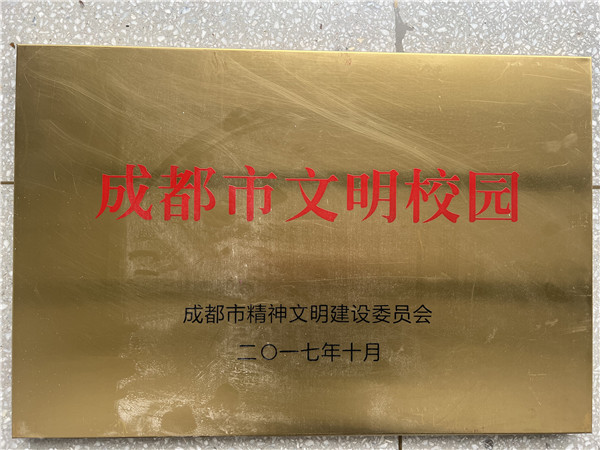 成都市文明校园
成都市精神文明建设委员会
二〇一七年十月